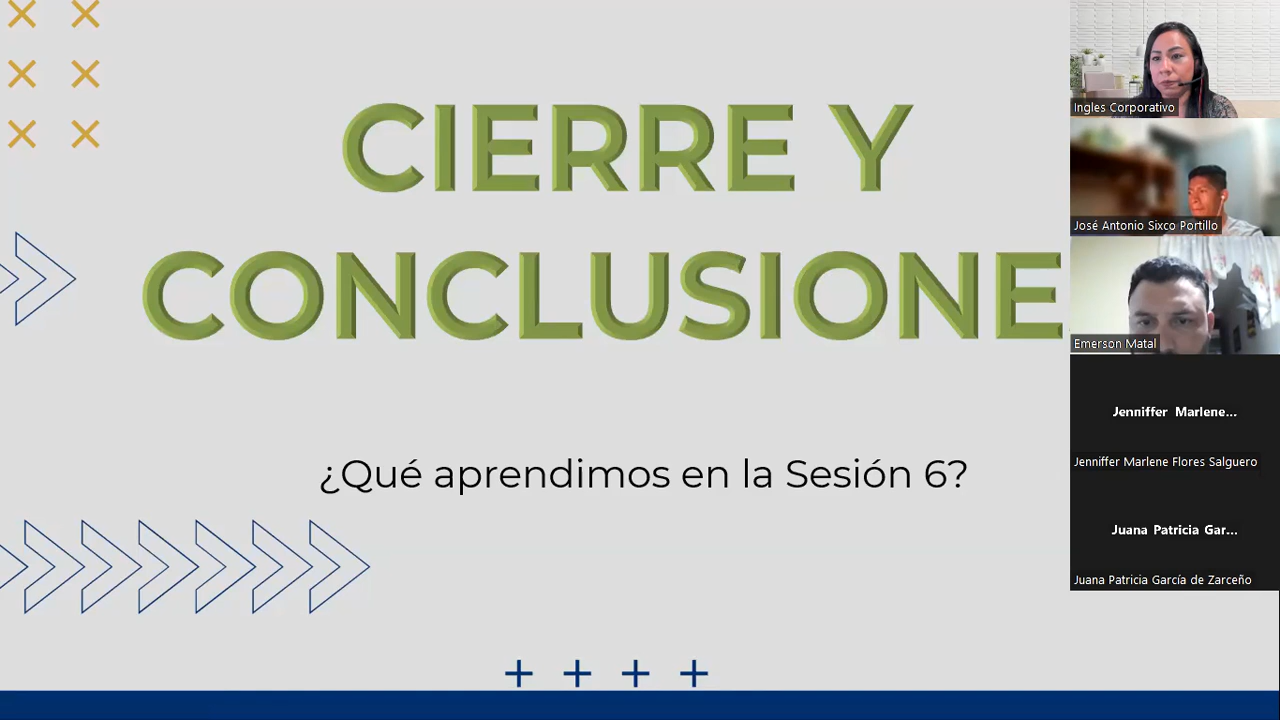 CIERRE Y
CONCLUSIONE
¿Qué aprendimos en la Sesión 6?
Ingles Corporativo
José Antonio Sixco Portillo
Emerson Matal
Jenniffer Marlene...
Jenniffer Marlene Flores Salguero
Juana Patricia Gar...
Juana Patricia García de Zarceño